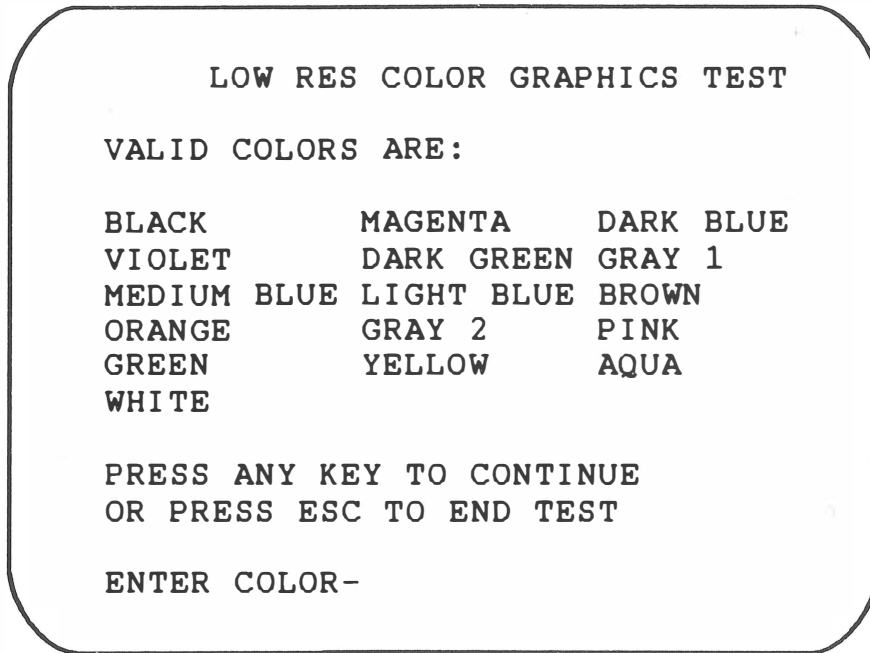 LOW RES COLOR GRAPHICS TEST
VALID COLORS ARE:
BLACK MAGENTA DARK BLUE
VIOLET DARK GREEN GRAY 1
MEDIUM BLUE LIGHT BLUE BROWN
ORANGE GRAY 2 PINK
GREEN YELLOW AQUA
WHITE
PRESS ANY KEY TO CONTINUE
OR PRESS ESC TO END TEST
ENTER COLOR-